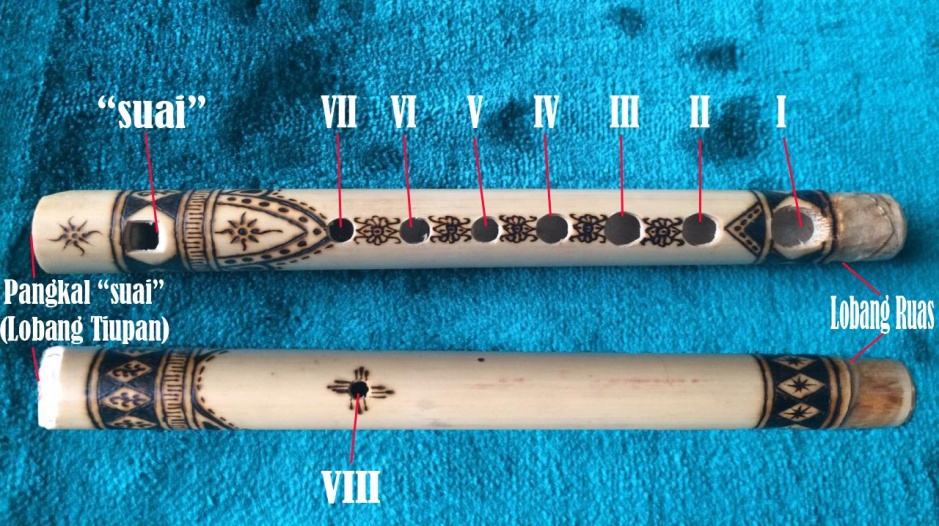 “suai”
VII
VI
V
IV
III
II
I
Pangkal “suai”
(Lobang Tiupan)
Lobang Ruas
VIII